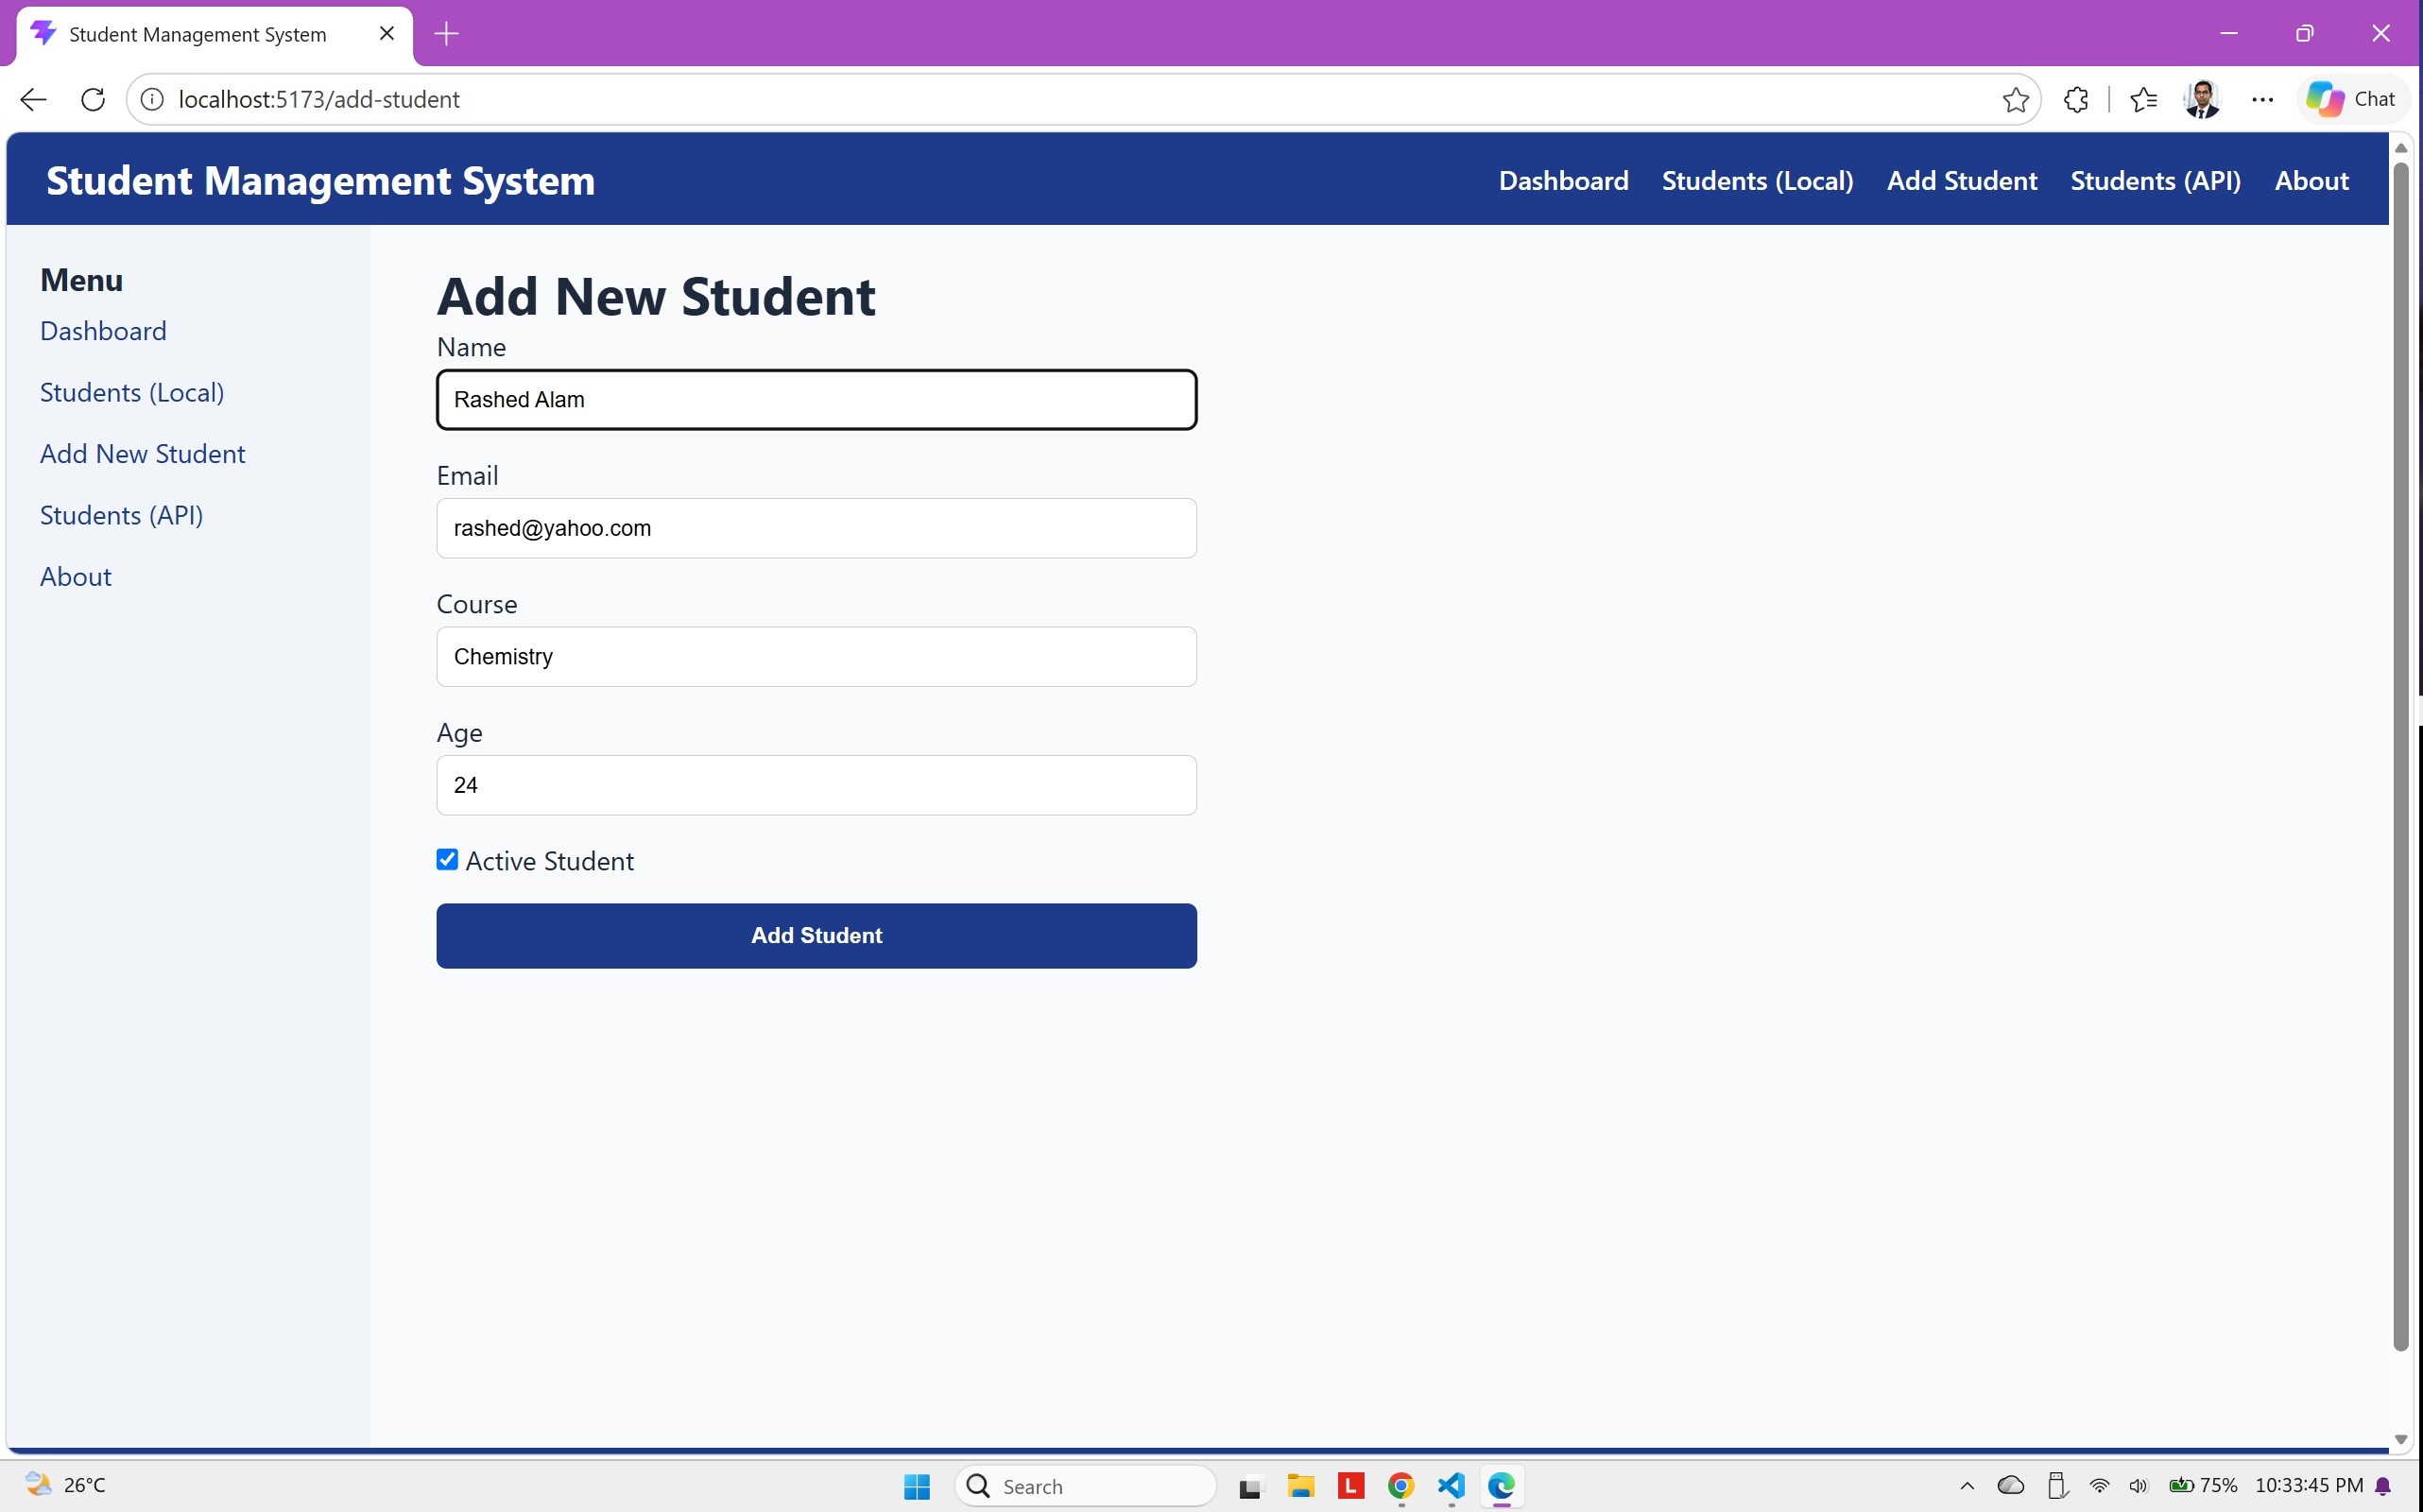 Student Management System
localhost:5173/add-student
Chat
Student Management System
Dashboard Students (Local) Add Student Students (API) About
Menu
Dashboard
Students (Local)
Add New Student
Students (API)
About
Add New Student
Name
Rashed Alam
Email
rashed@yahoo.com
Course
Chemistry
Age
24
Active Student
Add Student
26°C
Search
L
75%
10:33:45 PM